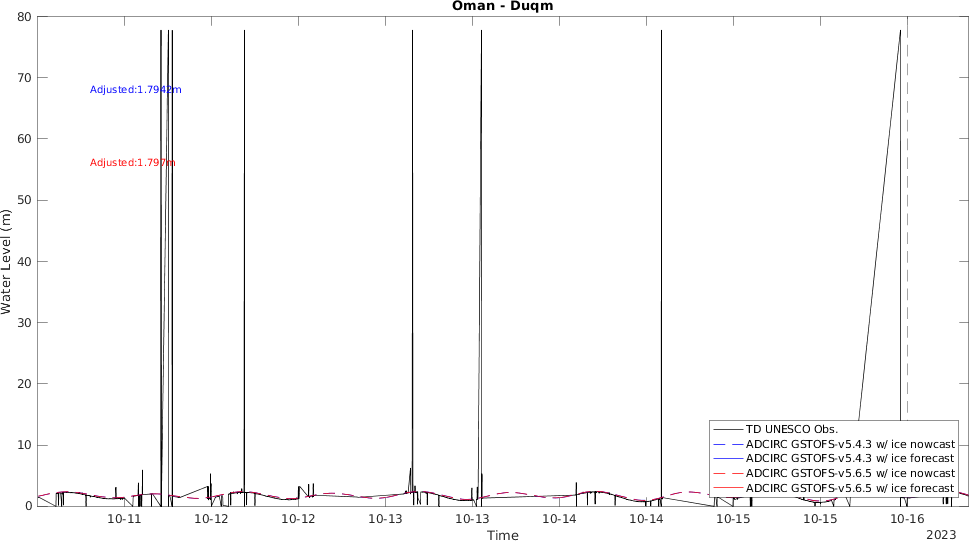 Oman - Duqm
80
70
60
50
40
30
20
10
0
Water Level (m)
Adjusted:1.7942m
Adjusted:1.797m
TD UNESCO Obs.
ADCIRC GSTOFS-v5.4.3 w/ ice nowcast
ADCIRC GSTOFS-v5.4.3 w/ ice forecast
ADCIRC GSTOFS-v5.6.5 w/ ice nowcast
ADCIRC GSTOFS-v5.6.5 w/ ice forecast
10-11 10-12 10-12 10-13 10-13 10-14 10-14 10-15 10-15 10-16
Time
2023